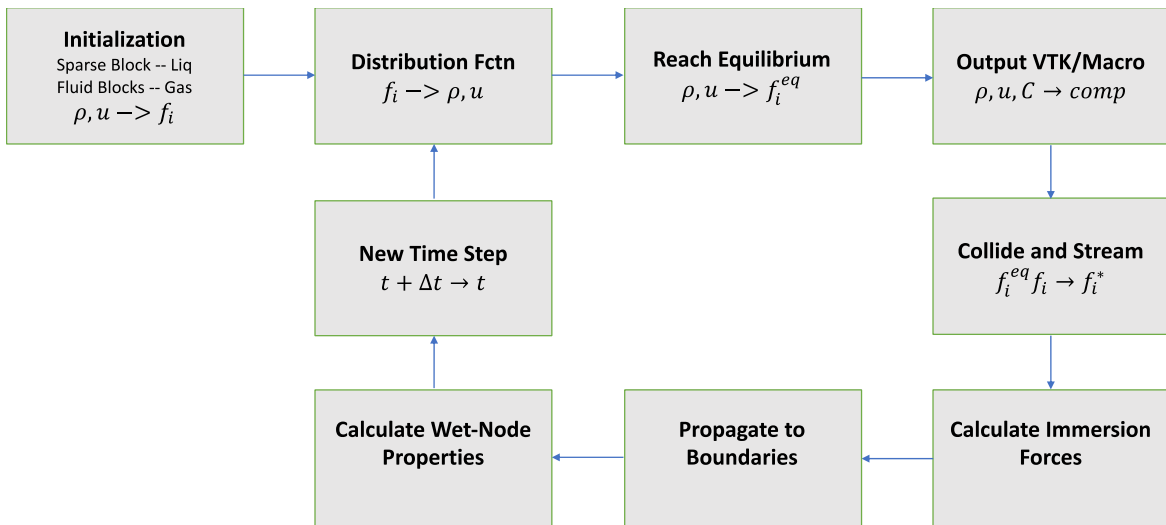 Initialization
Sparse Block -- Liq
Fluid Blocks -- Gas
ρ, u −> f_i
Distribution Fctn
f_i −> ρ, u
Reach Equilibrium
ρ, u −> f_i^{eq}
Output VTK/Macro
ρ, u, C → comp
New Time Step
t + Δt → t
Collide and Stream
f_i^{eq} f_i → f_i^*
Calculate Wet-Node
Properties
Propagate to
Boundaries
Calculate Immersion
Forces